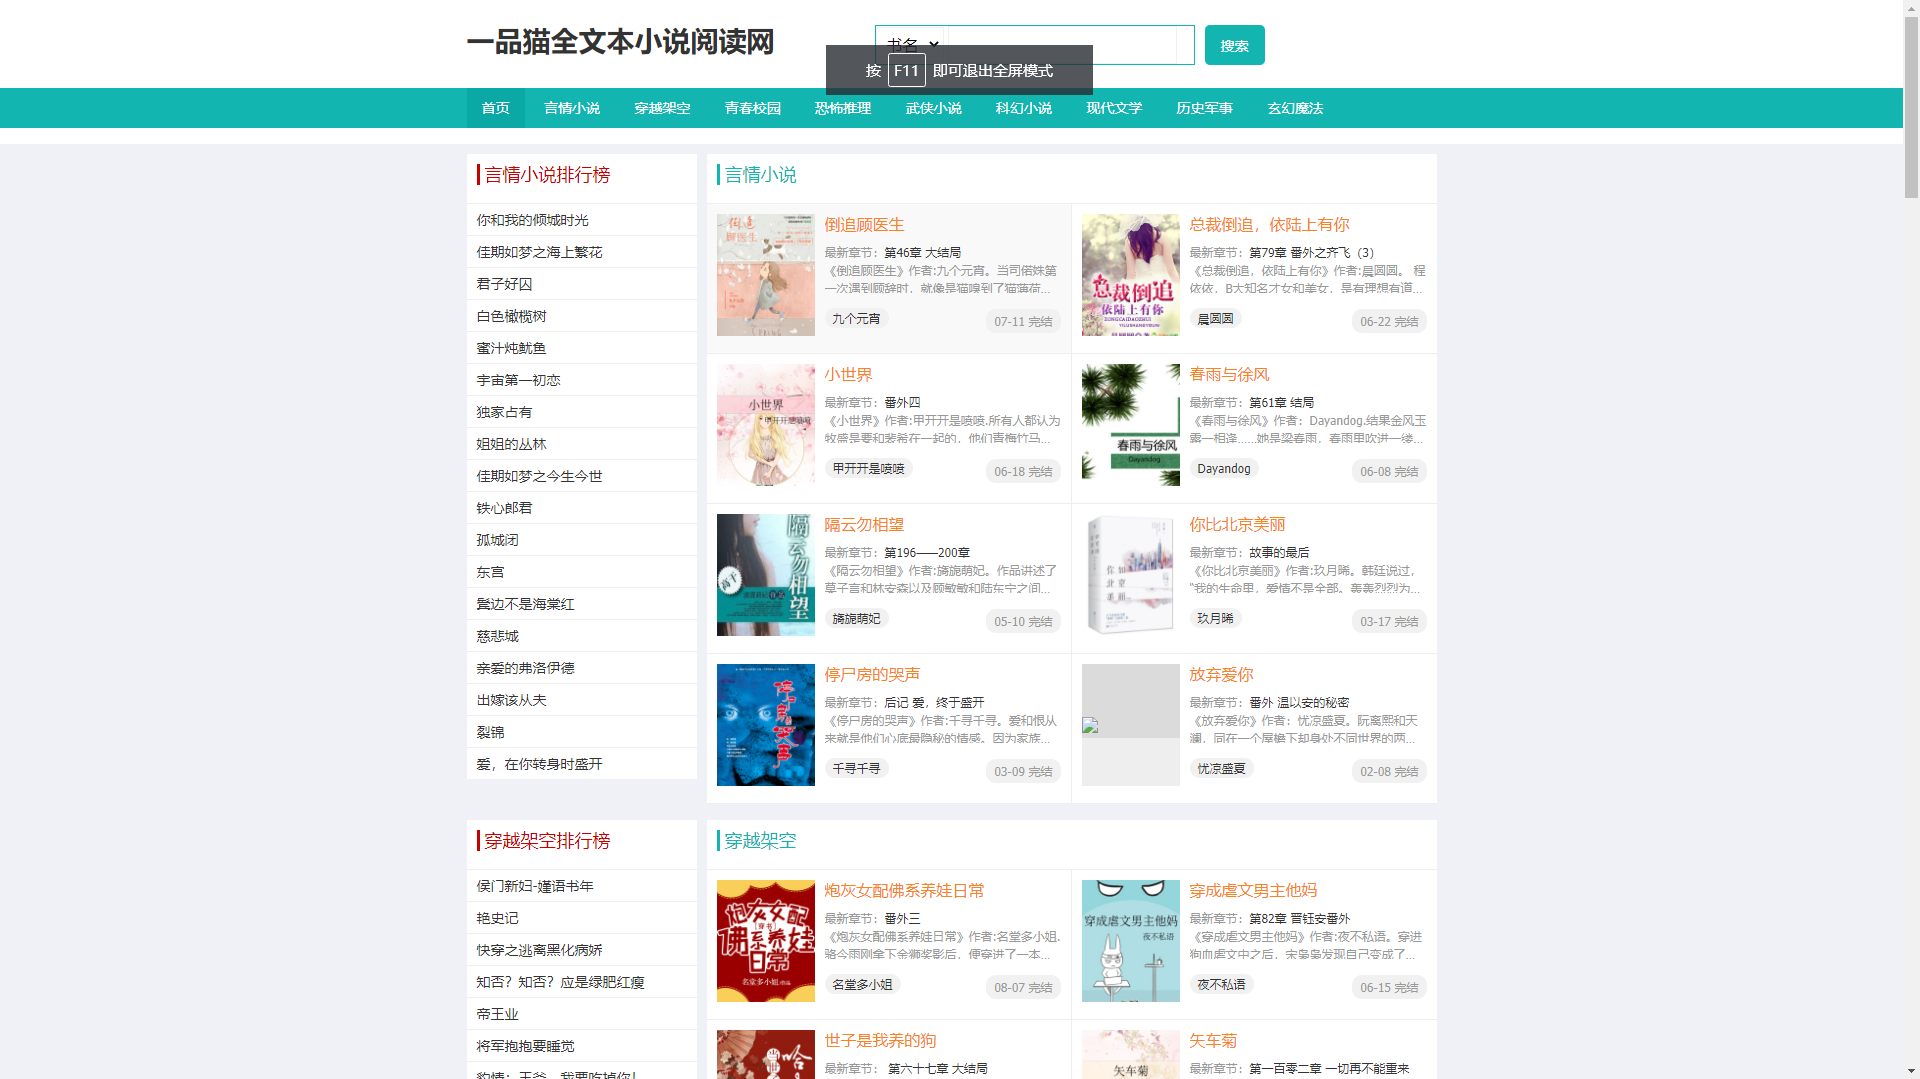 一品猫全文本小说阅读网
书名
搜索
按 F11 即可退出全屏模式
首页 言情小说 穿越架空 青春校园 恐怖推理 武侠小说 科幻小说 现代文学 历史军事 玄幻魔法
言情小说排行榜
你和我的倾城时光
佳期如梦之海上繁花
君子好囚
白色橄榄树
蜜汁炖鱿鱼
宇宙第一初恋
独家占有
姐姐的丛林
佳期如梦之今生今世
铁心郎君
孤城闭
东宫
鬓边不是海棠红
慈悲城
亲爱的弗洛伊德
出嫁该从夫
裂锦
爱，在你转身时盛开
言情小说
倒追顾医生
最新章节：第46章 大结局
《倒追顾医生》作者:九个元宵。当司偌姝第
一次遇到顾辞时，就像是猫嗅到了猫薄荷...
九个元宵
07-11 完结
总裁倒追，依陆上有你
最新章节：第79章 番外之齐飞（3）
《总裁倒追，依陆上有你》作者:晨圆圆。 程
依依，B大知名才女和美女，是有理想有道...
晨圆圆
06-22 完结
小世界
最新章节：番外四
《小世界》作者:甲开开是喷喷.所有人都认为
牧盛是要和裴希在一起的，他们青梅竹马...
甲开开是喷喷
06-18 完结
春雨与徐风
最新章节：第61章 结局
《春雨与徐风》作者：Dayandog.结果金风玉
露一相逢……她是梁春雨，春雨里吹进一缕...
Dayandog
06-08 完结
隔云勿相望
最新章节：第196——200章
《隔云勿相望》作者:旖旎萌妃。作品讲述了
草子言和林安森以及顾敏敏和陆东宁之间...
旖旎萌妃
05-10 完结
你比北京美丽
最新章节：故事的最后
《你比北京美丽》作者:玖月晞。韩廷说过，
“我的生命里，爱情不是全部。轰轰烈烈为...
玖月晞
03-17 完结
停尸房的哭声
最新章节：后记 爱，终于盛开
《停尸房的哭声》作者:千寻千寻。爱和恨从
来就是他们心底最隐秘的情感。因为家族...
千寻千寻
03-09 完结
放弃爱你
最新章节：番外 温以安的秘密
《放弃爱你》作者：忧凉盛夏。阮离熙和天
澜，同在一个屋檐下却身处不同世界的两...
忧凉盛夏
02-08 完结
穿越架空排行榜
侯门新妇-嫤语书年
艳史记
快穿之逃离黑化病娇
知否？知否？应是绿肥红瘦
帝王业
将军抱抱要睡觉
豹情：王爷，我要吃掉你！
穿越架空
炮灰女配佛系养娃日常
最新章节：番外三
《炮灰女配佛系养娃日常》作者:名堂多小姐.
骆今雨刚拿下金狮奖影后，便穿进了一本...
名堂多小姐
08-07 完结
穿成虐文男主他妈
最新章节：第82章 晋钰安番外
《穿成虐文男主他妈》作者:夜不私语。穿进
狗血虐文中之后，宋枭枭发现自己变成了...
夜不私语
06-15 完结
世子是我养的狗
最新章节： 第六十七章 大结局
矢车菊
最新章节：第一百零二章 一切再不能重来